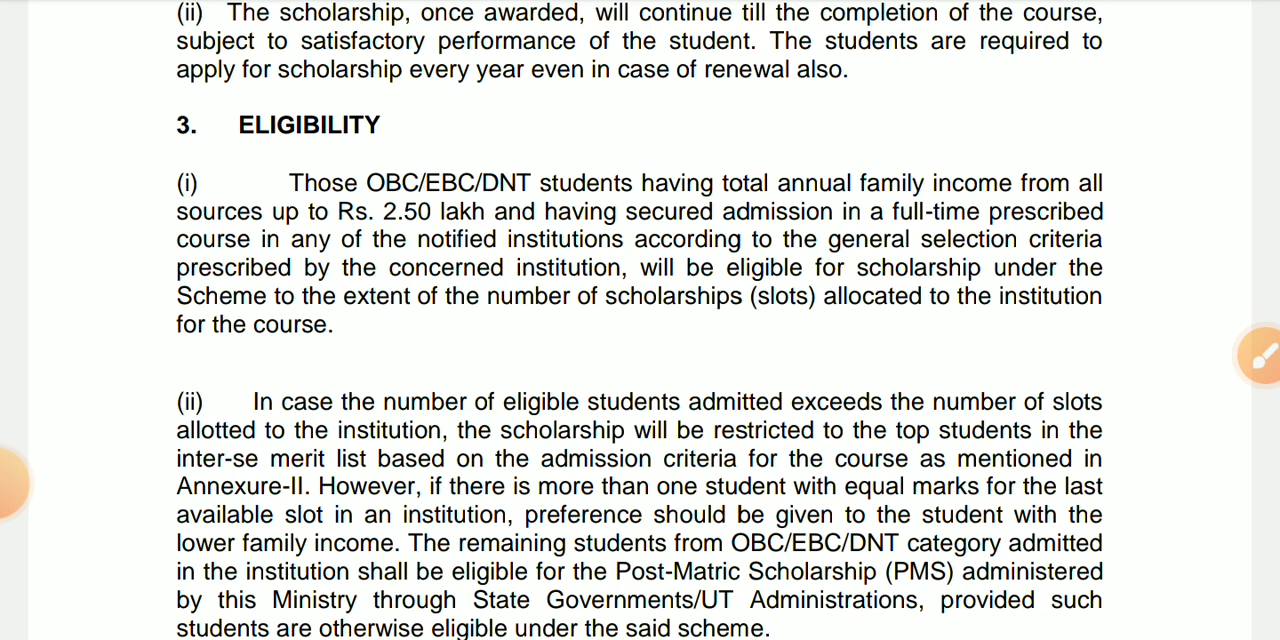 (ii) The scholarship, once awarded, will continue till the completion of the course,
subject to satisfactory performance of the student. The students are required to
apply for scholarship every year even in case of renewal also.
3. ELIGIBILITY
(i) Those OBC/EBC/DNT students having total annual family income from all
sources up to Rs. 2.50 lakh and having secured admission in a full-time prescribed
course in any of the notified institutions according to the general selection criteria
prescribed by the concerned institution, will be eligible for scholarship under the
Scheme to the extent of the number of scholarships (slots) allocated to the institution
for the course.
(ii) In case the number of eligible students admitted exceeds the number of slots
allotted to the institution, the scholarship will be restricted to the top students in the
inter-se merit list based on the admission criteria for the course as mentioned in
Annexure-II. However, if there is more than one student with equal marks for the last
available slot in an institution, preference should be given to the student with the
lower family income. The remaining students from OBC/EBC/DNT category admitted
in the institution shall be eligible for the Post-Matric Scholarship (PMS) administered
by this Ministry through State Governments/UT Administrations, provided such
students are otherwise eligible under the said scheme.